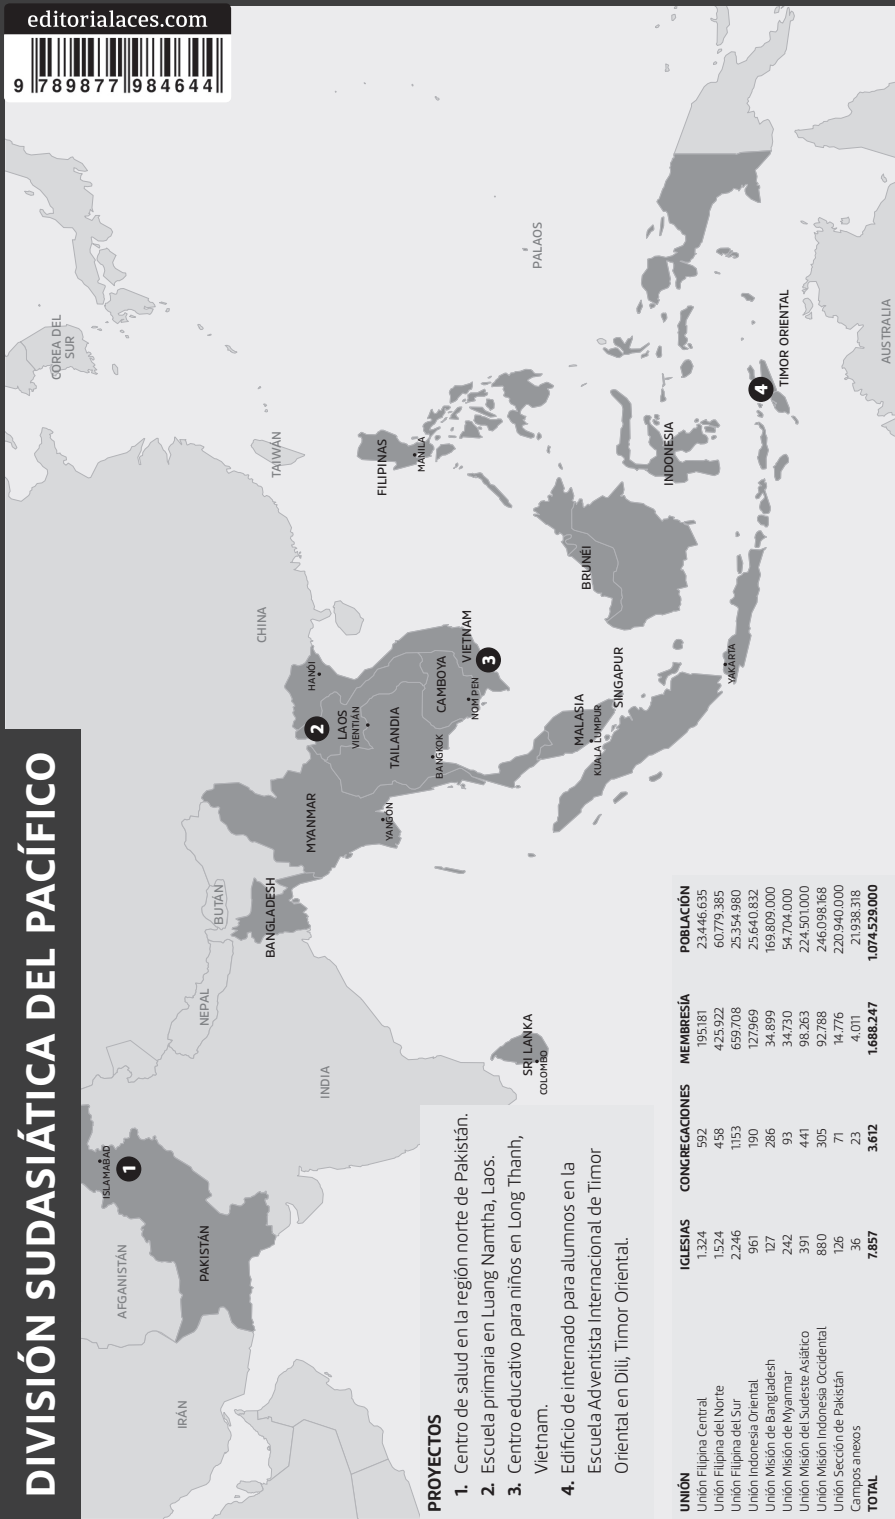 editorialaces.com
9 789877 984644
DIVISIÓN SUDASIÁTICA DEL PACÍFICO
COREA DEL
SUR
TAIWÁN
CHINA
PALAOS
AUSTRALIA
BUTÁN
NEPAL
INDIA
AFGANISTÁN
IRÁN
PAKISTÁN
ISLAMABAD
1
BANGLADESH
MYANMAR
YANGÓN
2
LAOS
VIENTIÁN
HANÓI
TAILANDIA
BANGKOK
CAMBOYA
NOM PEN
VIETNAM
3
FILIPINAS
MANILA
BRUNÉI
MALASIA
KUALA LUMPUR
SINGAPUR
INDONESIA
YAKARTA
4
TIMOR ORIENTAL
SRI LANKA
COLOMBO
PROYECTOS
1. Centro de salud en la región norte de Pakistán.
2. Escuela primaria en Luang Namtha, Laos.
3. Centro educativo para niños en Long Thanh,
Vietnam.
4. Edificio de internado para alumnos en la
Escuela Adventista Internacional de Timor
Oriental en Dili, Timor Oriental.
UNIÓN IGLESIAS CONGREGACIONES MEMBRESÍA POBLACIÓN
Unión Filipina Central 1.324 592 195.181 23.446.635
Unión Filipina del Norte 1.524 458 425.922 60.779.385
Unión Filipina del Sur 2.246 1.153 659.708 25.354.980
Unión Indonesia Oriental 961 190 127.969 25.640.832
Unión Misión de Bangladesh 127 286 34.899 169.809.000
Unión Misión de Myanmar 242 93 34.730 54.704.000
Unión Misión del Sudeste Asiático 391 441 98.263 224.501.000
Unión Misión Indonesia Occidental 880 305 92.788 246.098.168
Unión Sección de Pakistán 126 71 14.776 220.940.000
Campos anexos 36 23 4.011 21.938.318
TOTAL 7.857 3.612 1.688.247 1.074.529.000